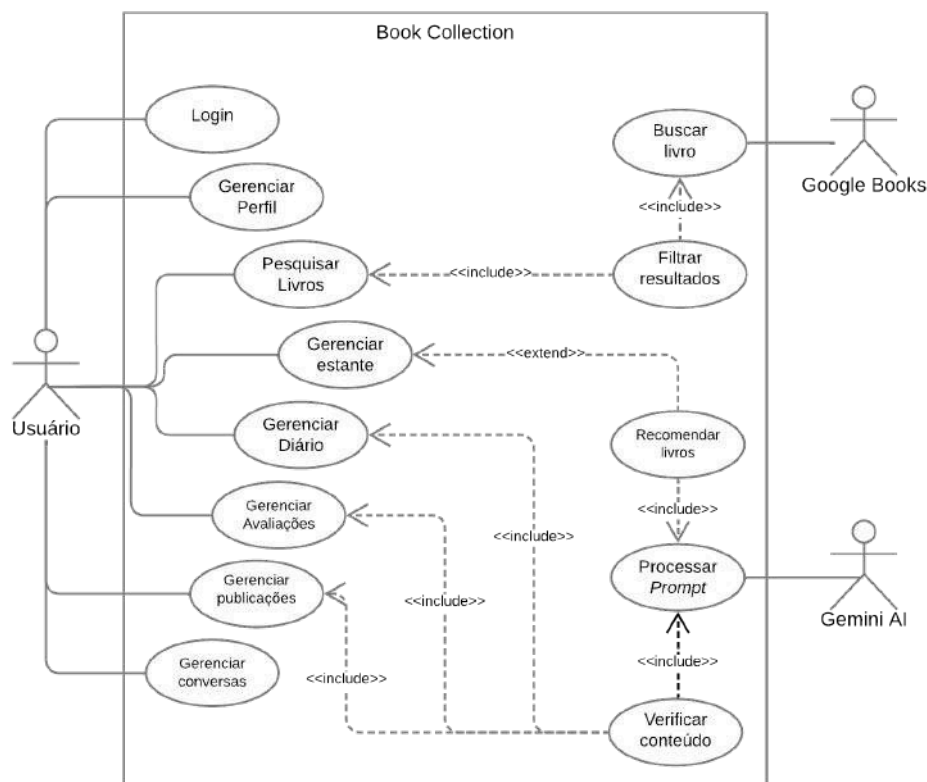 Book Collection
Login
Buscar
livro
Google Books
Gerenciar
Perfil
<<include>>
Pesquisar
Livros
<<include>>
Filtrar
resultados
Gerenciar
estante
<<extend>>
Usuário
Gerenciar
Diário
Recomendar
livros
Gerenciar
Avaliações
<<include>>
<<include>>
Gerenciar
publicações
<<include>>
Processar
Prompt
Gemini AI
Gerenciar
conversas
<<include>>
<<include>>
Verificar
conteúdo